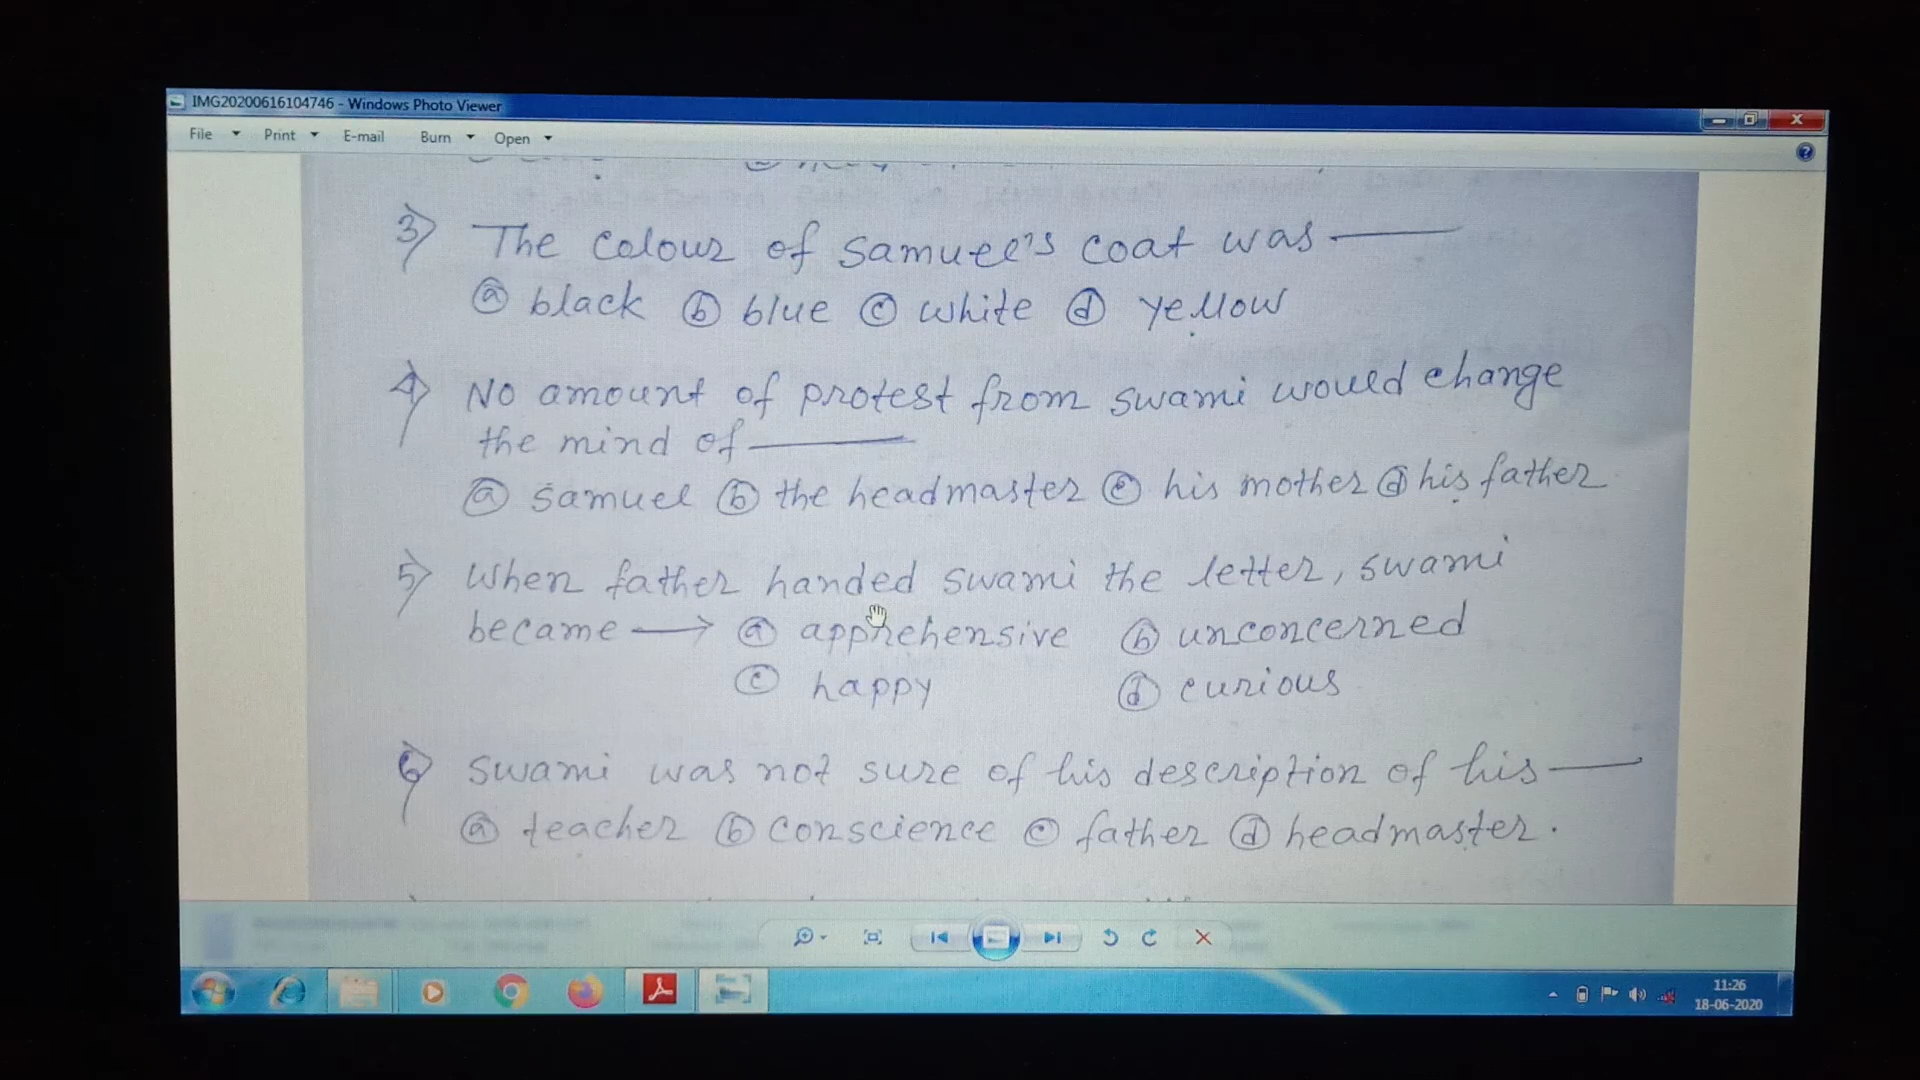 IMG20200616104746 - Windows Photo Viewer
File Print E-mail Burn Open
3) The colour of Samuel's coat was
ⓐ black ⓑ blue ⓒ white ⓓ yellow
4) No amount of protest from swami would change
the mind of
ⓐ samuel ⓑ the headmaster ⓒ his mother ⓓ his father
5) When father handed swami the letter, swami
became → ⓐ apprehensive ⓑ unconcerned
ⓒ happy ⓓ curious
6) Swami was not sure of his description of his
ⓐ teacher ⓑ conscience ⓒ father ⓓ headmaster.
11:26
18-06-2020